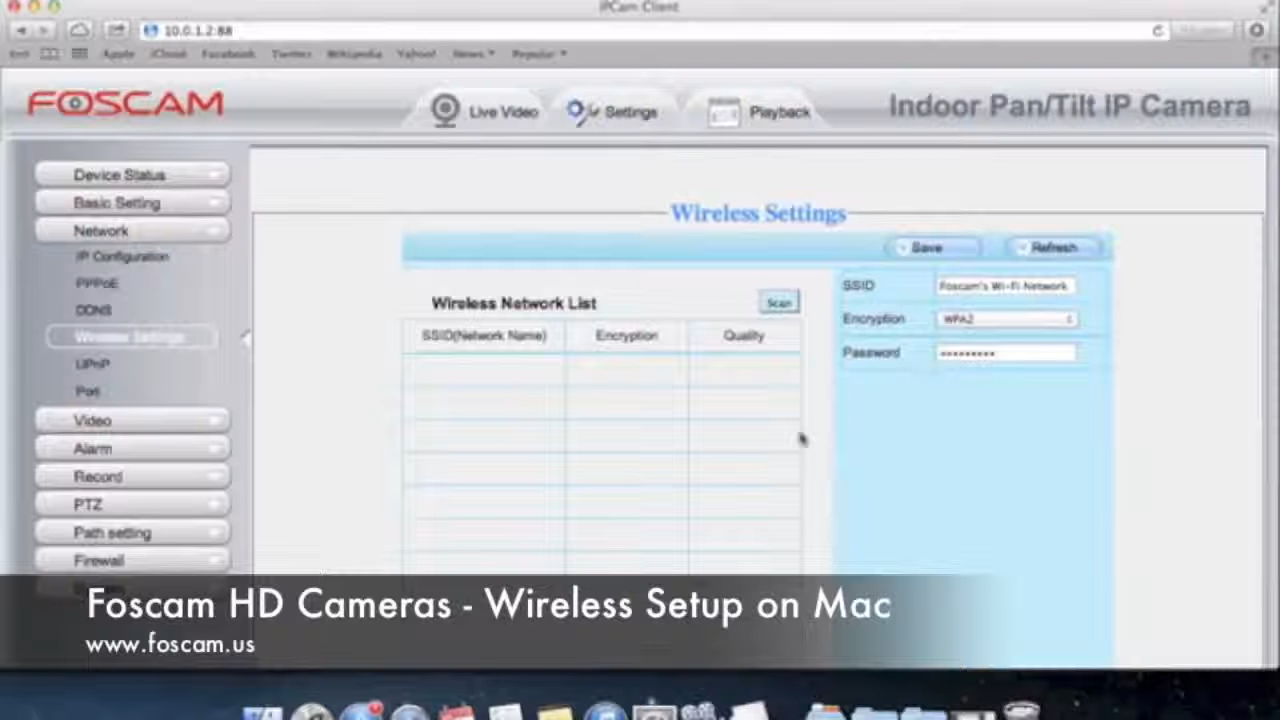 IPCam Client
10.0.1.2:88
Apple iCloud Facebook Twitter Wikipedia Yahoo! News Popular
FOSCAM
Live Video
Settings
Playback
Indoor Pan/Tilt IP Camera
Device Status
Basic Setting
Network
IP Configuration
PPPoE
DDNS
Wireless Settings
UPnP
Port
Video
Alarm
Record
PTZ
Path setting
Firewall
Wireless Settings
Save
Refresh
Wireless Network List
Scan
SSID(Network Name) Encryption Quality
SSID Foscam's Wi-Fi Network
Encryption WPA2
Password •••••••••
Foscam HD Cameras - Wireless Setup on Mac
www.foscam.us